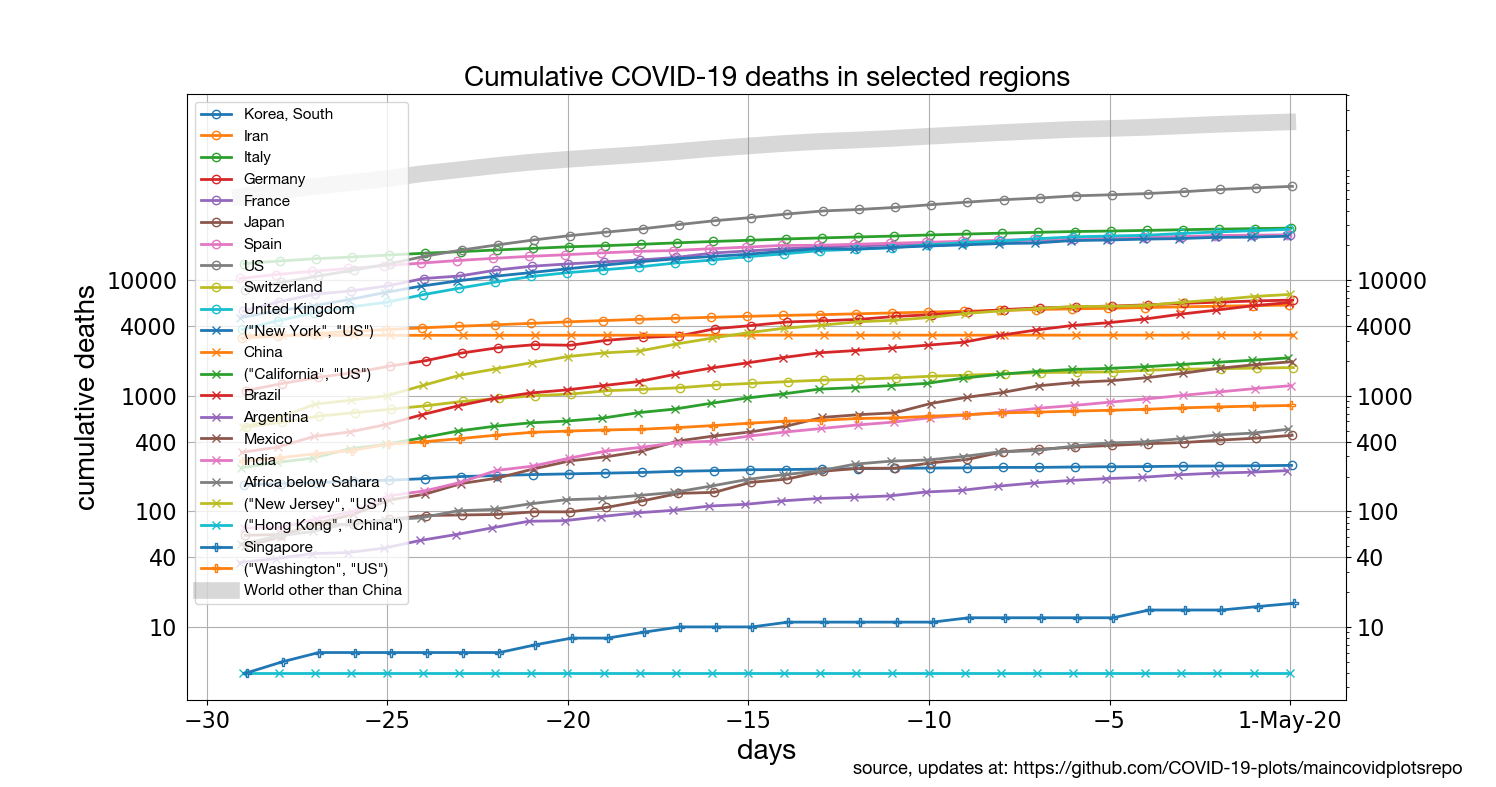 Cumulative COVID-19 deaths in selected regions
Korea, South
Iran
Italy
Germany
France
Japan
Spain
US
Switzerland
United Kingdom
("New York", "US")
China
("California", "US")
Brazil
Argentina
Mexico
India
Africa below Sahara
("New Jersey", "US")
("Hong Kong", "China")
Singapore
("Washington", "US")
World other than China
cumulative deaths
10000
4000
1000
400
100
40
10
10000
4000
1000
400
100
40
10
−30 −25 −20 −15 −10 −5 1-May-20
days
source, updates at: https://github.com/COVID-19-plots/maincovidplotsrepo